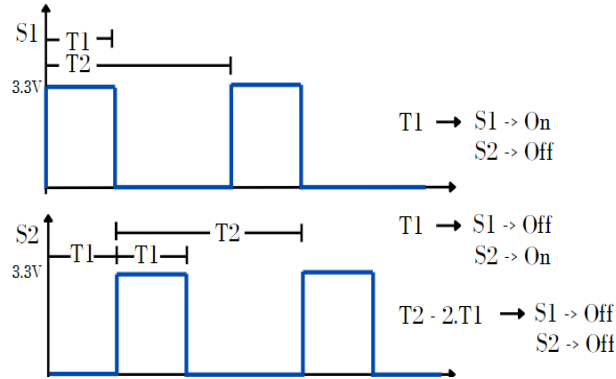 S1
T1
T2
3.3V
T1 → S1 -> On
S2 -> Off
S2
3.3V
T1
T1
T2
T1 → S1 -> Off
S2 -> On
T2 - 2.T1 → S1 -> Off
S2 -> Off